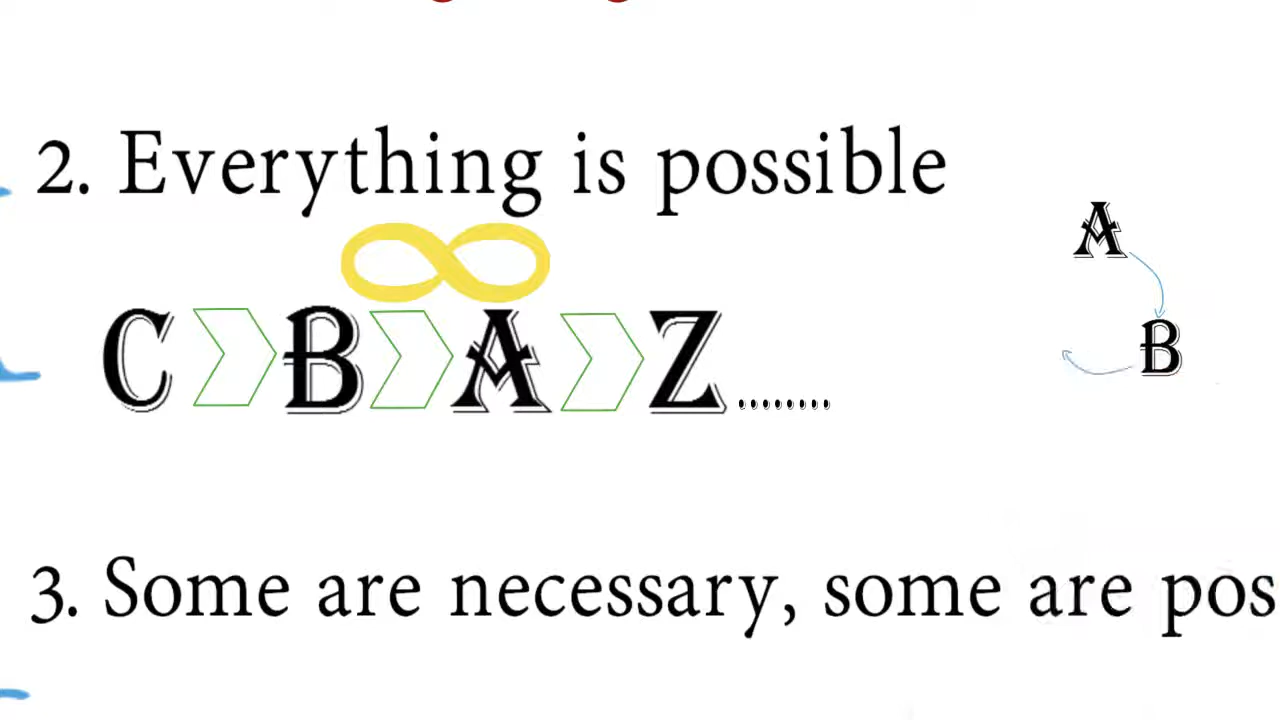 2. Everything is possible
A
C B A Z ........
B
3. Some are necessary, some are pos